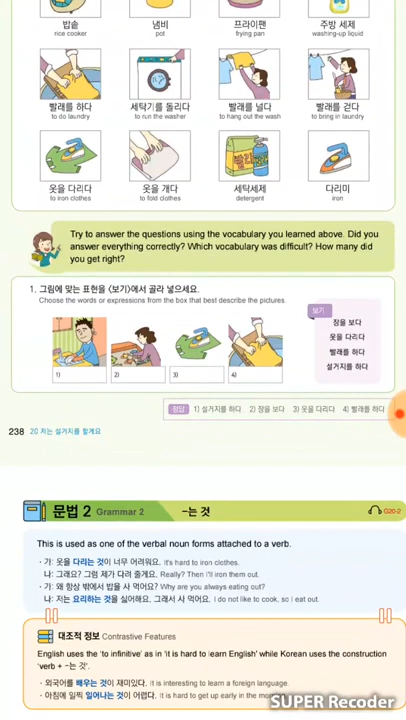 밥솥 냄비 프라이팬 주방 세제
rice cooker pot frying pan washing-up liquid
빨래를 하다 세탁기를 돌리다 빨래를 널다 빨래를 걷다
to do laundry to run the washer to hang out the wash to bring in laundry
옷을 다리다 옷을 개다 세탁세제 다리미
to iron clothes to fold clothes detergent iron
Try to answer the questions using the vocabulary you learned above. Did you
answer everything correctly? Which vocabulary was difficult? How many did
you get right?
1. 그림에 맞는 표현을 <보기>에서 골라 넣으세요.
Choose the words or expressions from the box that best describe the pictures.
보기
장을 보다
옷을 다리다
빨래를 하다
설거지를 하다
1) 2) 3) 4)
정답 1) 설거지를 하다 2) 장을 보다 3) 옷을 다리다 4) 빨래를 하다
238 20 저는 설거지를 할게요
문법 2 Grammar 2 -는 것 020-2
This is used as one of the verbal noun forms attached to a verb.
· 가: 옷을 다리는 것이 너무 어려워요. It's hard to iron clothes.
나: 그래요? 그럼 제가 다려 줄게요. Really? Then I'll iron them out.
· 가: 왜 항상 밖에서 밥을 사 먹어요? Why are you always eating out?
나: 저는 요리하는 것을 싫어해요. 그래서 사 먹어요. I do not like to cook, so I eat out.
대조적 정보 Contrastive Features
English uses the 'to infinitive' as in 'it is hard to learn English' while Korean uses the construction
'verb + -는 것'.
· 외국어를 배우는 것이 재미있다. It is interesting to learn a foreign language.
· 아침에 일찍 일어나는 것이 어렵다. It is hard to get up early in the
SUPER Recorder